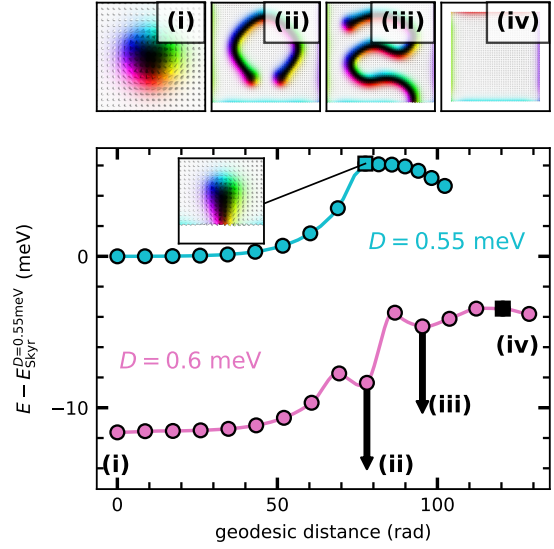 (i) (ii) (iii) (iv)
0
D = 0.55 meV
D = 0.6 meV
(iv)
−10
(iii)
(i)
(ii)
E − E_Skyr^D=0.55meV (meV)
0 50 100
geodesic distance (rad)